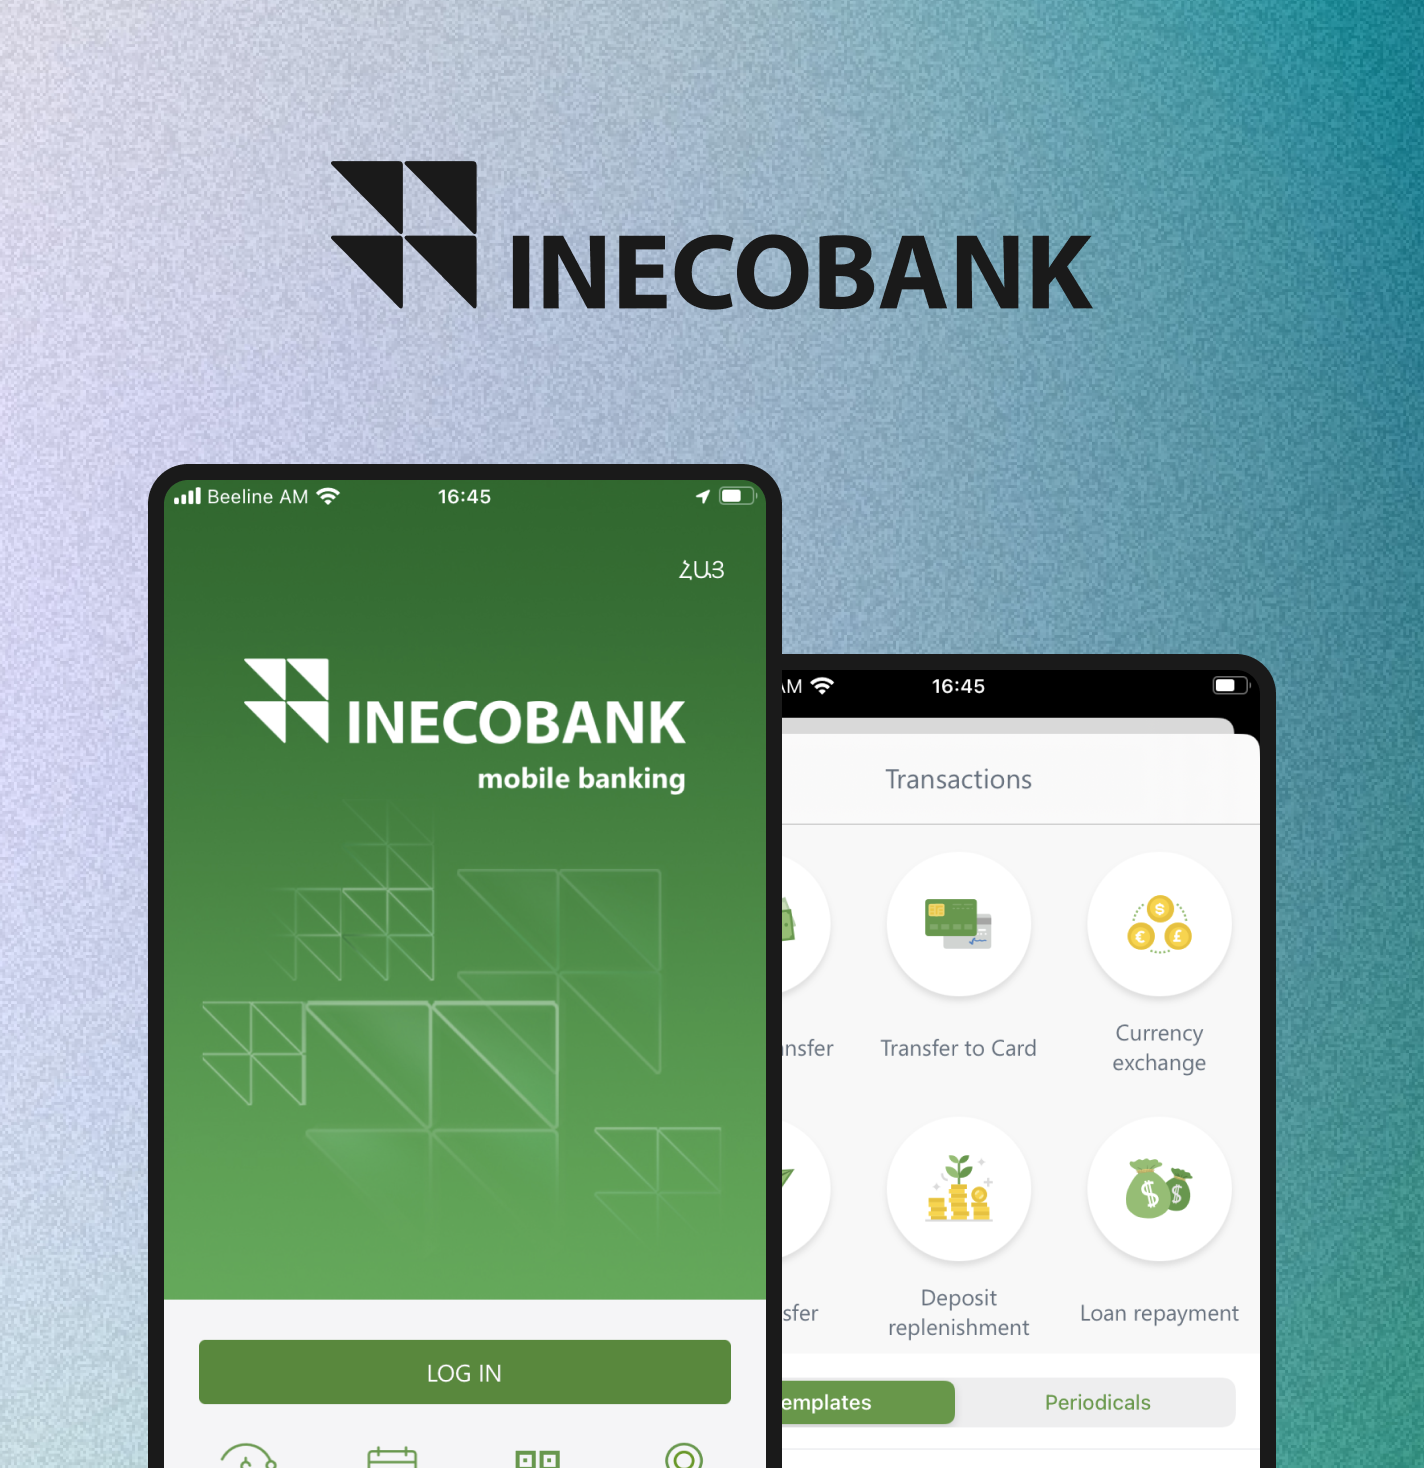 INECOBANK
Beeline AM
16:45
ՀԱՅ
INECOBANK
mobile banking
LOG IN
AM
16:45
Transactions
Transfer to Card
Currency
exchange
Deposit
replenishment
Loan repayment
Periodicals